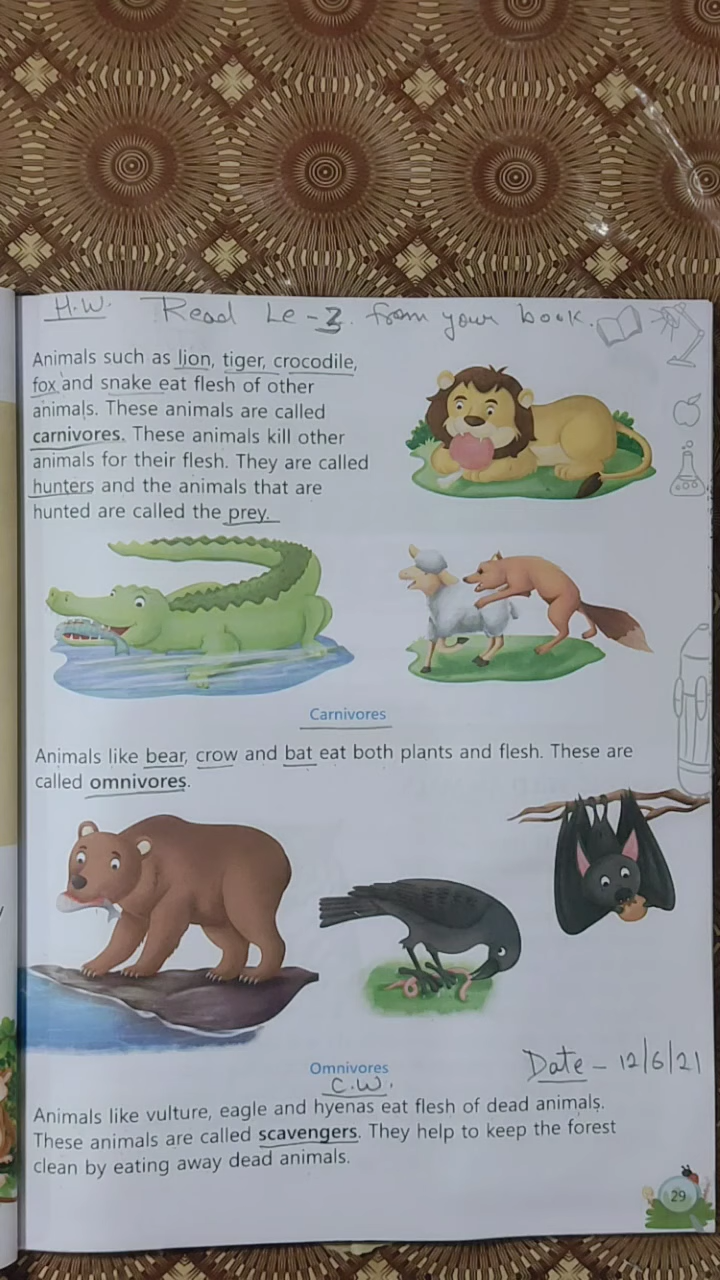 H.W. Read Le-3 from your book.
Animals such as lion, tiger, crocodile,
fox and snake eat flesh of other
animals. These animals are called
carnivores. These animals kill other
animals for their flesh. They are called
hunters and the animals that are
hunted are called the prey.
Carnivores
Animals like bear, crow and bat eat both plants and flesh. These are
called omnivores.
Omnivores
Date - 12/6/21
C.W.
Animals like vulture, eagle and hyenas eat flesh of dead animals.
These animals are called scavengers. They help to keep the forest
clean by eating away dead animals.
29